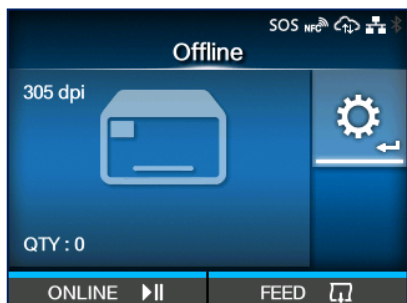 SOS NFC
Offline
305 dpi
QTY : 0
ONLINE
FEED